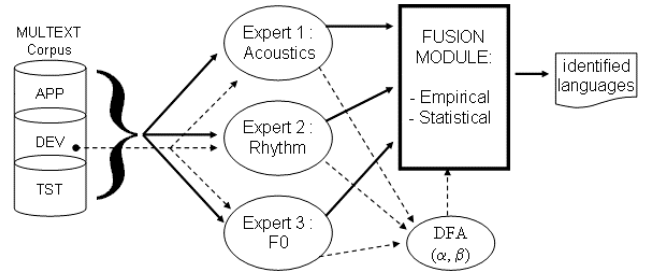 MULTEXT
Corpus
APP
DEV
TST
Expert 1 :
Acoustics
Expert 2 :
Rhythm
Expert 3 :
F0
FUSION
MODULE:
- Empirical
- Statistical
DFA
(α, β)
identified
languages